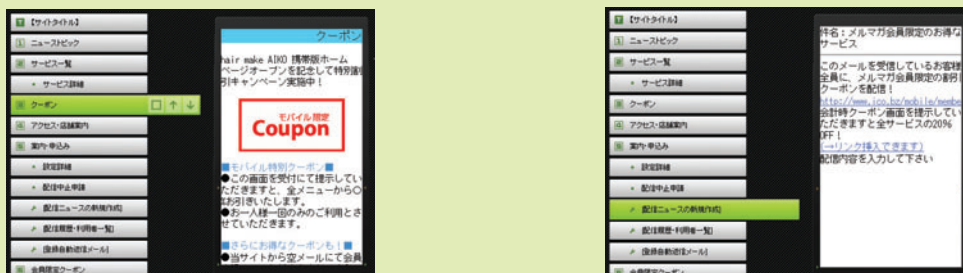 【サイトタイトル】
ニューストピック
サービス一覧
サービス詳細
クーポン
アクセス・店舗案内
案内・申込み
設定詳細
配信中止申請
配信ニュースの新規作成
配信履歴・利用者一覧
登録自動返信メール
会員限定クーポン
クーポン
hair make AIKO 携帯版ホーム
ページオープンを記念して特別割
引キャンペーン実施中！
モバイル限定
Coupon
■モバイル特別クーポン■
●この画面を受付にて提示してい
ただきますと、全メニューから○
%お引きいたします。
●お一人様一回のみのご利用とさ
せていただきます。
■さらにお得なクーポンも！■
●当サイトから空メールにて会員
【サイトタイトル】
ニューストピック
サービス一覧
サービス詳細
クーポン
アクセス・店舗案内
案内・申込み
設定詳細
配信中止申請
配信ニュースの新規作成
配信履歴・利用者一覧
登録自動返信メール
会員限定クーポン
件名：メルマガ会員限定のお得な
サービス
このメールを受信しているお客様
全員に、メルマガ会員限定の割引
クーポンを配信！
http://www.ico.bz/mobile/membe
会計時クーポン画面を提示してい
ただきますと全サービスの20%
OFF！
(→リンク挿入できます)
配信内容を入力して下さい